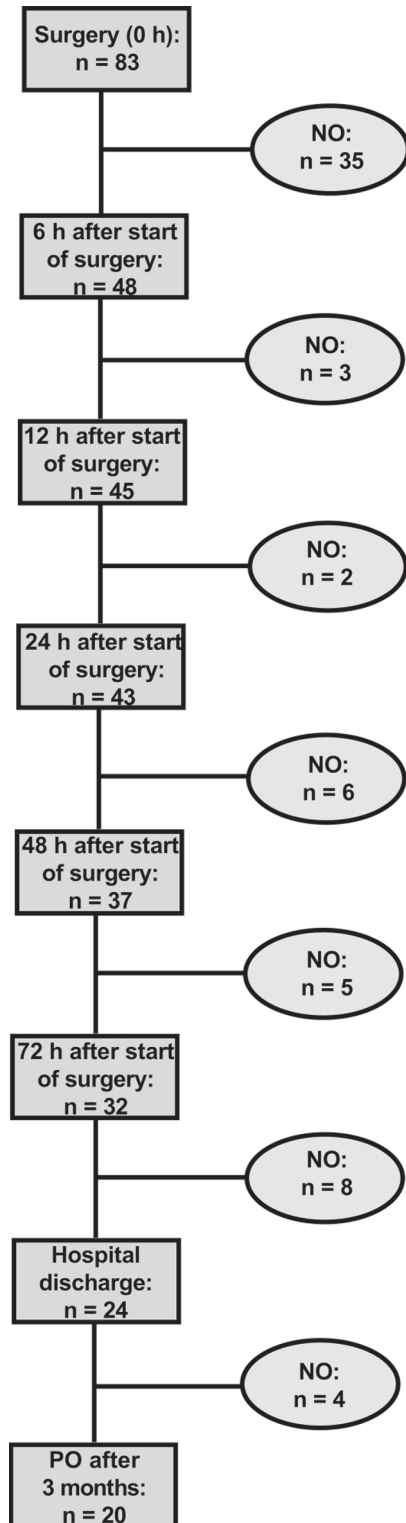 Surgery (0 h):
n = 83
NO:
n = 35
6 h after start
of surgery:
n = 48
NO:
n = 3
12 h after start
of surgery:
n = 45
NO:
n = 2
24 h after start
of surgery:
n = 43
NO:
n = 6
48 h after start
of surgery:
n = 37
NO:
n = 5
72 h after start
of surgery:
n = 32
NO:
n = 8
Hospital
discharge:
n = 24
NO:
n = 4
PO after
3 months:
n = 20